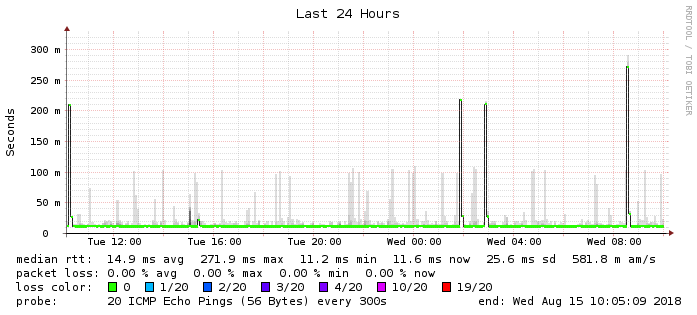 Last 24 Hours
RRDTOOL / TOBI OETIKER
Seconds
300 m
250 m
200 m
150 m
100 m
50 m
0
Tue 12:00 Tue 16:00 Tue 20:00 Wed 00:00 Wed 04:00 Wed 08:00
median rtt: 14.9 ms avg 271.9 ms max 11.2 ms min 11.6 ms now 25.6 ms sd 581.8 m am/s
packet loss: 0.00 % avg 0.00 % max 0.00 % min 0.00 % now
loss color: 0 1/20 2/20 3/20 4/20 10/20 19/20
probe: 20 ICMP Echo Pings (56 Bytes) every 300s end: Wed Aug 15 10:05:09 2018